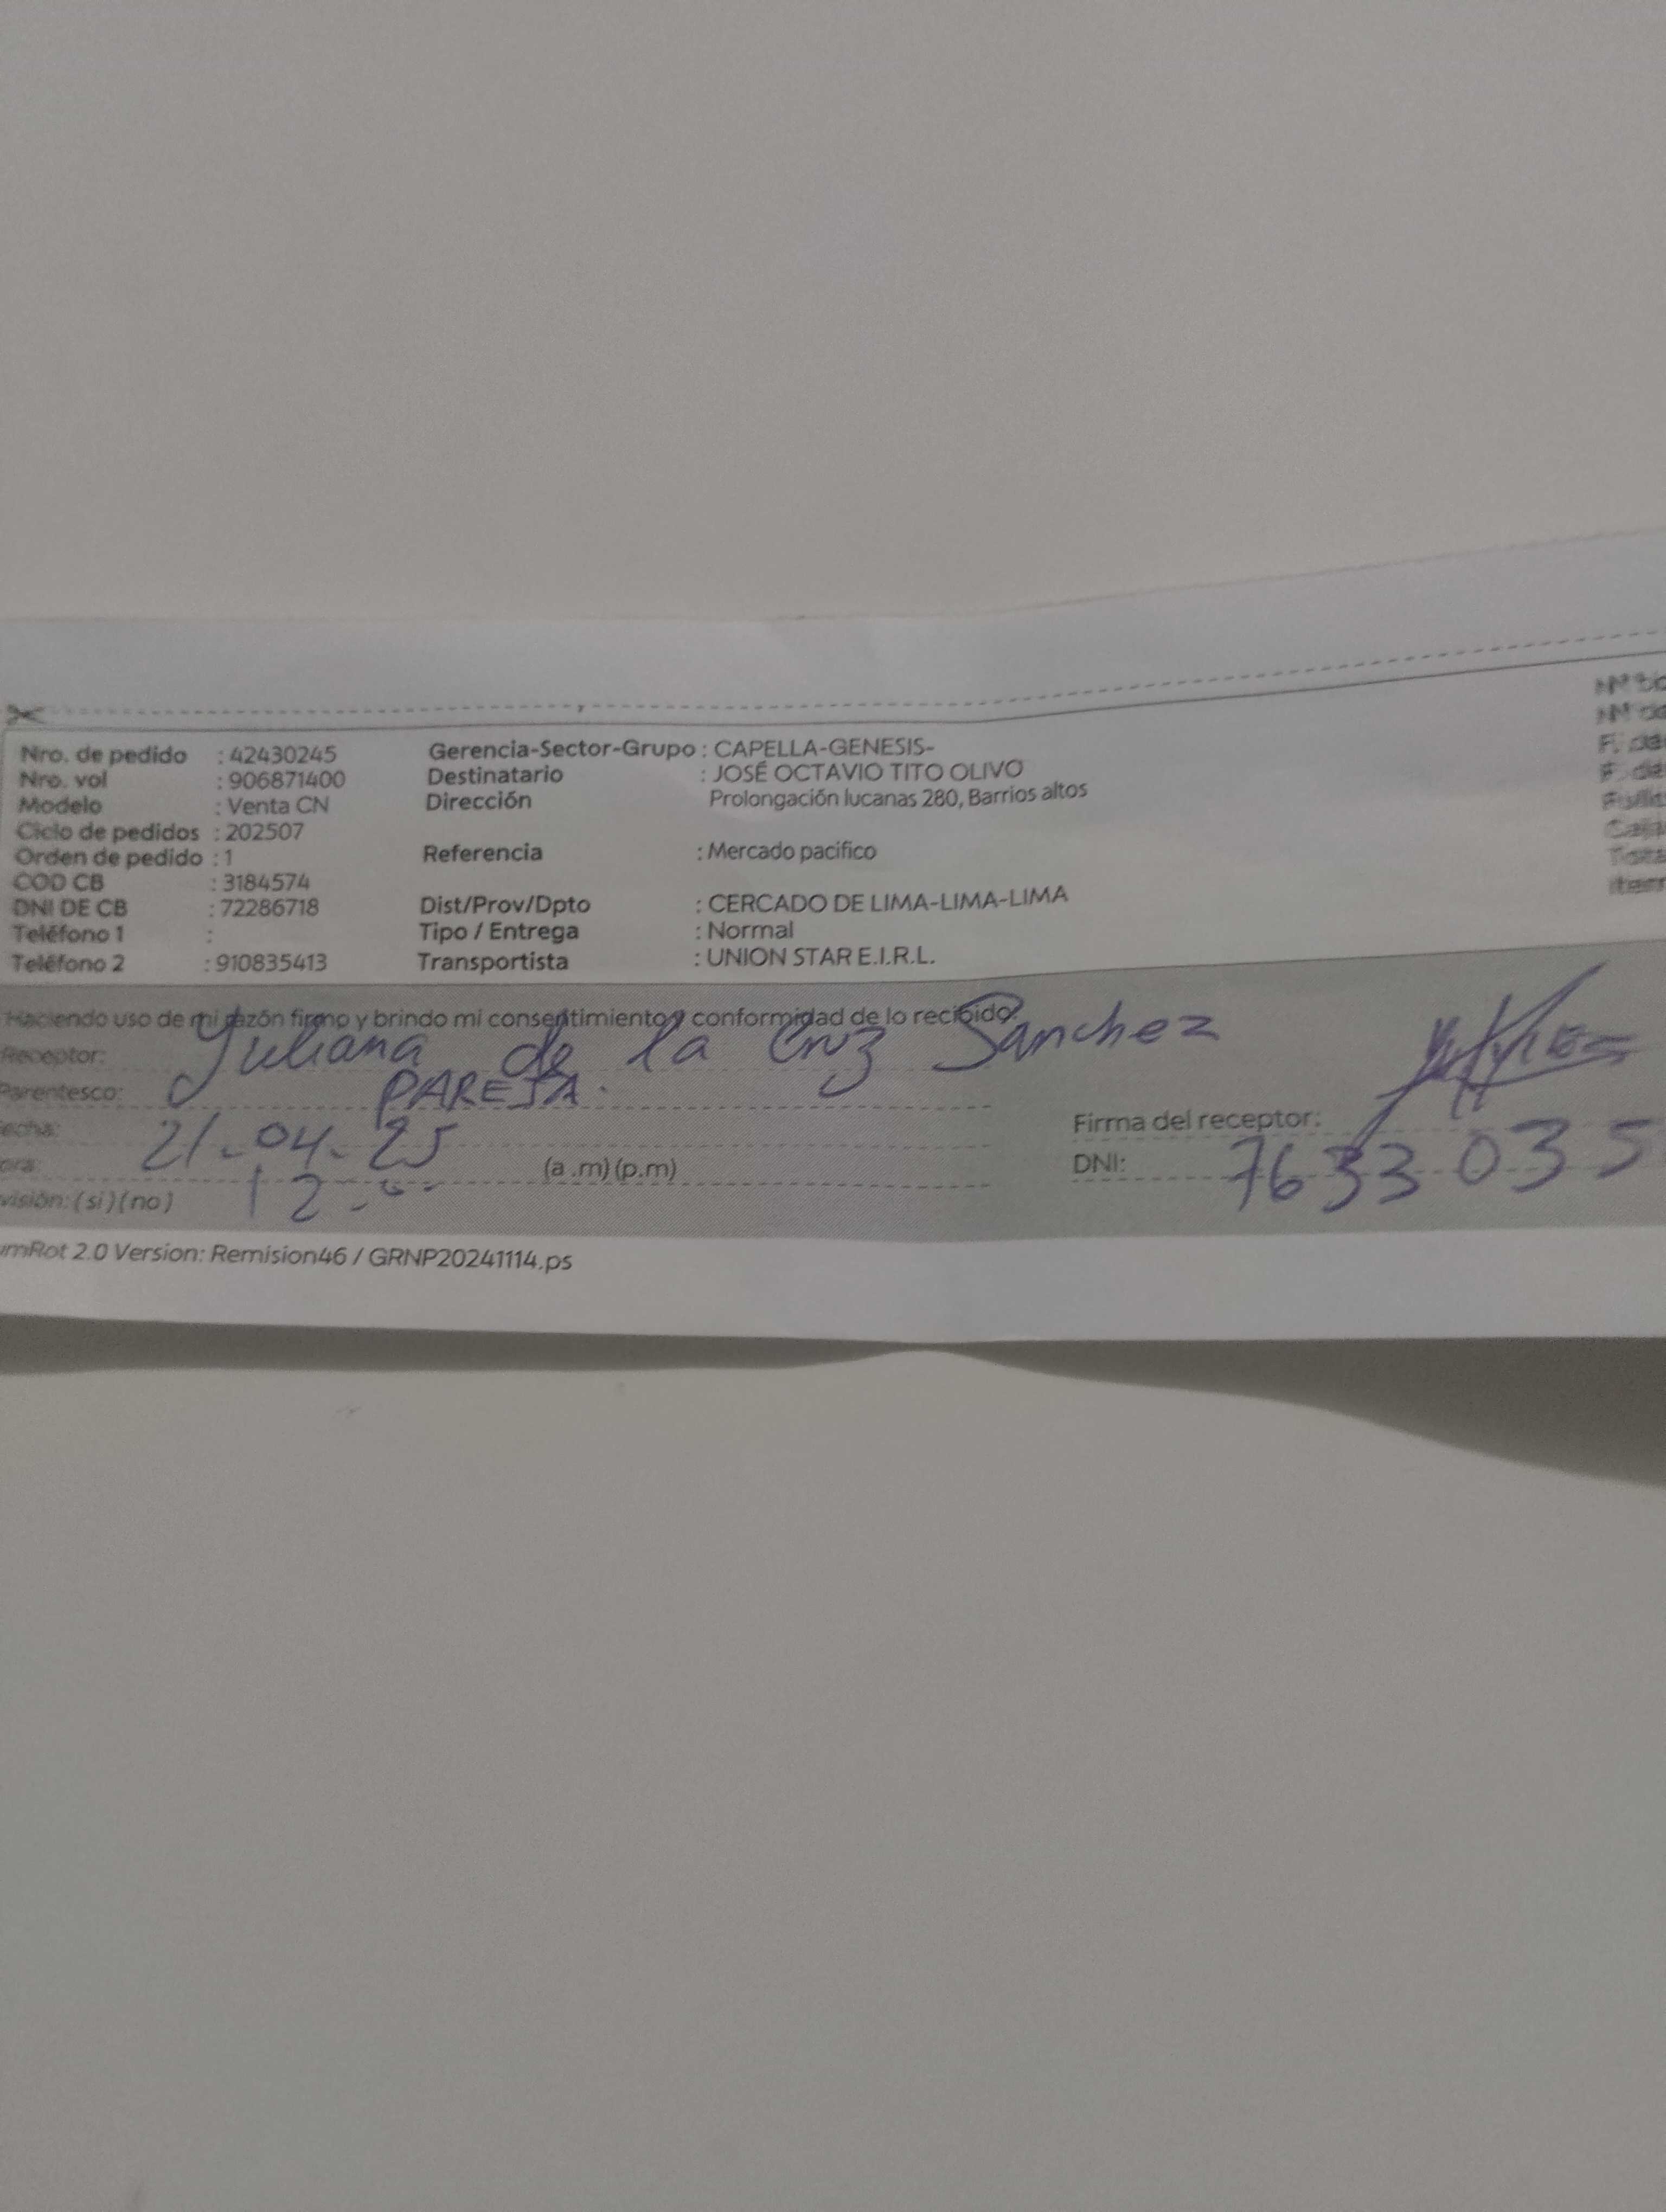 Nro. de pedido : 42430245 Gerencia-Sector-Grupo : CAPELLA-GENESIS-
Nro. vol : 906871400 Destinatario : JOSÉ OCTAVIO TITO OLIVO
Modelo : Venta CN Dirección Prolongación lucanas 280, Barrios altos
Ciclo de pedidos : 202507
Orden de pedido : 1 Referencia : Mercado pacifico
COD CB : 3184574
DNI DE CB : 72286718 Dist/Prov/Dpto : CERCADO DE LIMA-LIMA-LIMA
Teléfono 1 : Tipo / Entrega : Normal
Teléfono 2 : 910835413 Transportista : UNION STAR E.I.R.L.
Haciendo uso de mi razón firmo y brindo mi consentimiento y conformidad de lo recibido:
Receptor: Yuliana de la Cruz Sanchez
Parentesco: PAREJA.
echa: 21-04-25 Firma del receptor:
ora: 12- (a.m)(p.m) DNI: 7633035
visión: (si)(no)
umRot 2.0 Version: Remision46 / GRNP20241114.ps